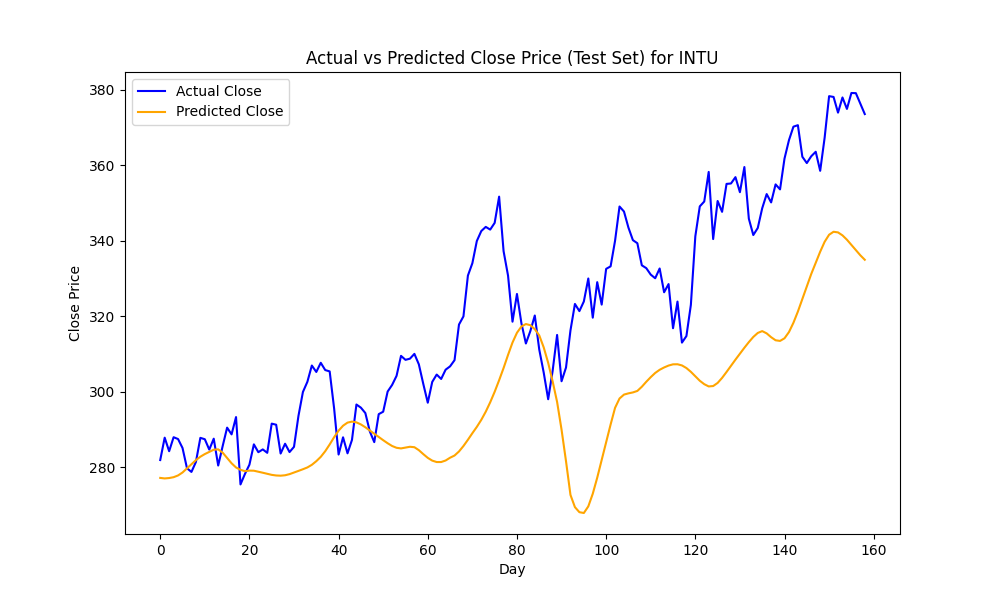 Actual vs Predicted Close Price (Test Set) for INTU
Actual Close
Predicted Close
Close Price
380
360
340
320
300
280
0 20 40 60 80 100 120 140 160
Day